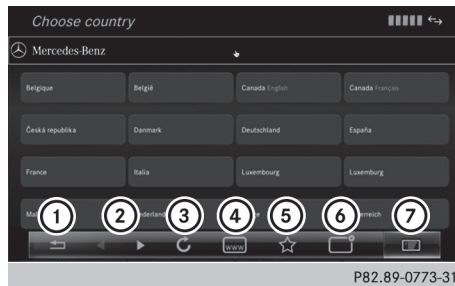 Choose country
Mercedes-Benz
Belgique België Canada English Canada Français
Česká republika Danmark Deutschland España
France Italia Luxembourg Luxemburg
1 2 3 4 5 6 7
www
P82.89-0773-31